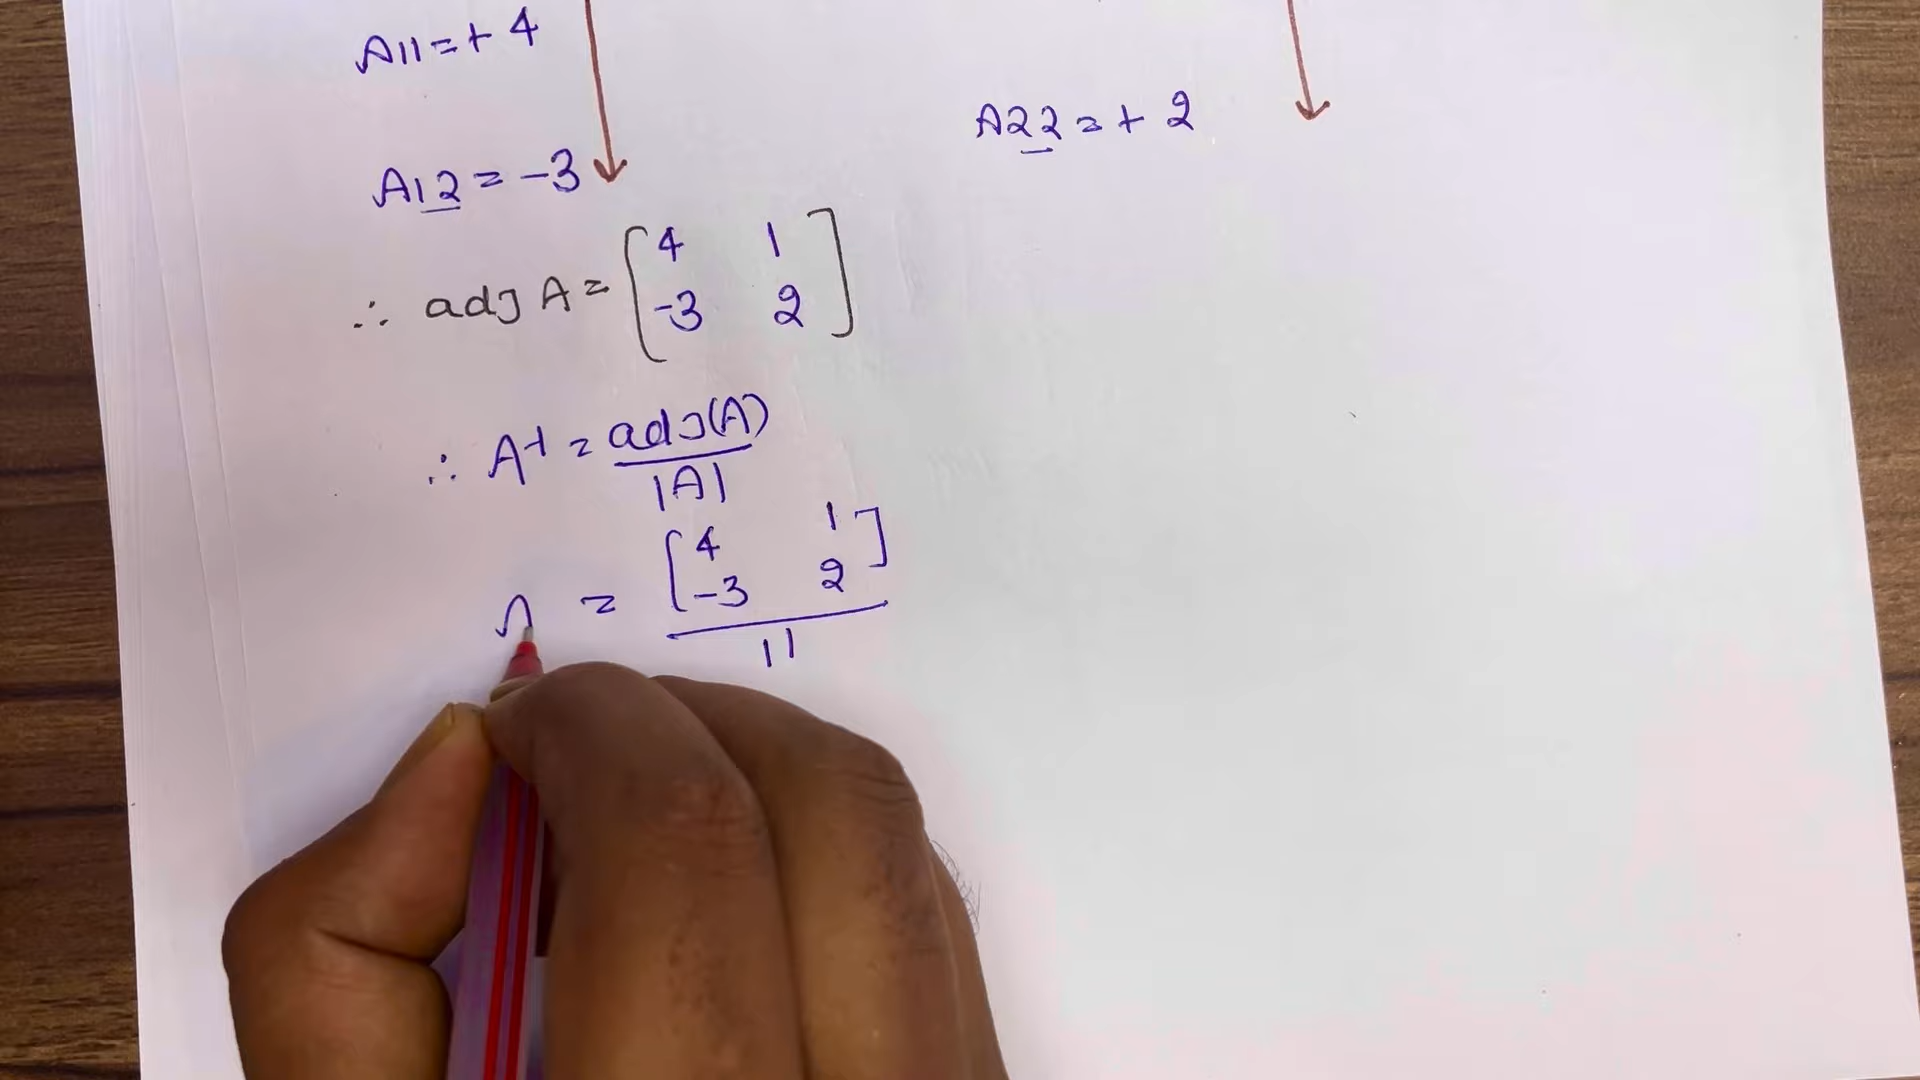 A11 = + 4
A22 = + 2
A12 = -3
∴ adj A = [ 4 1
-3 2 ]
∴ A-1 = adj(A)
|A|
A = [ 4 1
-3 2 ]
11